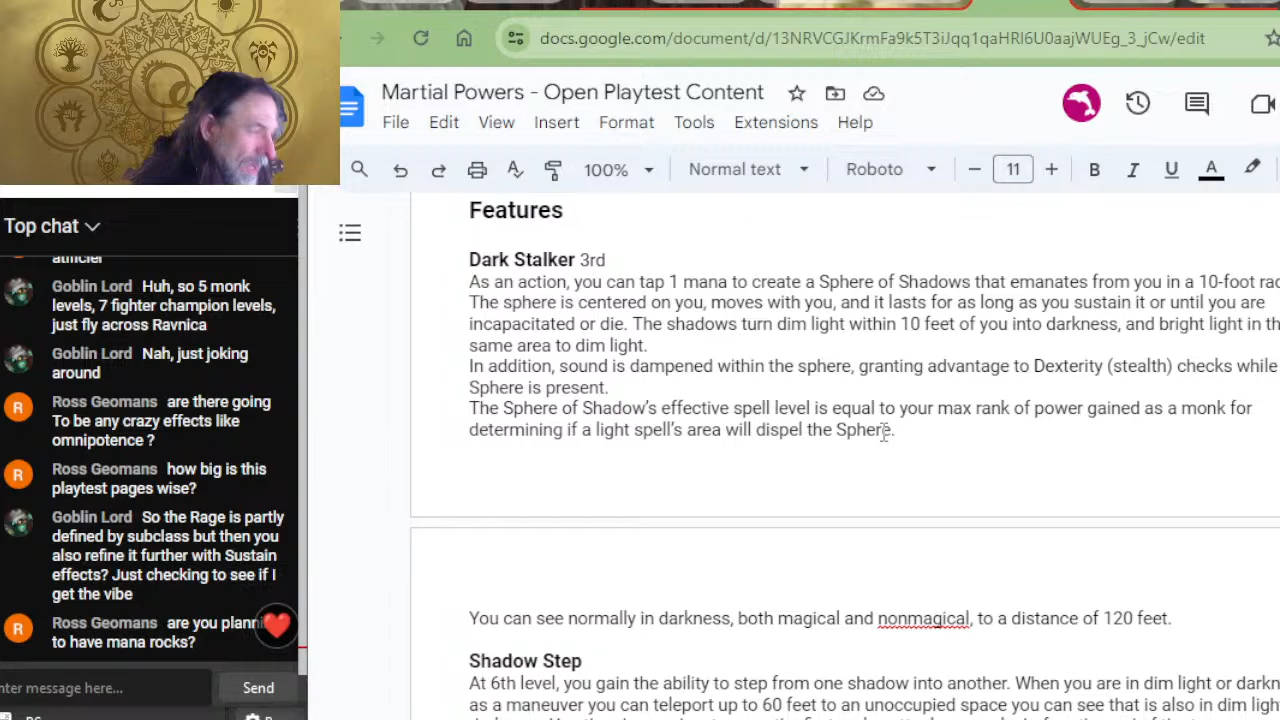 docs.google.com/document/d/13NRVCGJKrmFa9k5T3iJqq1qaHRl6U0aajWUEg_3_jCw/edit
Martial Powers - Open Playtest Content
File Edit View Insert Format Tools Extensions Help
100% Normal text Roboto 11 B I U A
Top chat
Goblin Lord Huh, so 5 monk
levels, 7 fighter champion levels,
just fly across Ravnica
Goblin Lord Nah, just joking
around
Ross Geomans are there going
To be any crazy effects like
omnipotence ?
Ross Geomans how big is this
playtest pages wise?
Goblin Lord So the Rage is partly
defined by subclass but then you
also refine it further with Sustain
effects? Just checking to see if I
get the vibe
Ross Geomans are you planni
to have mana rocks?
nter message here... Send
Features
Dark Stalker 3rd
As an action, you can tap 1 mana to create a Sphere of Shadows that emanates from you in a 10-foot rad
The sphere is centered on you, moves with you, and it lasts for as long as you sustain it or until you are
incapacitated or die. The shadows turn dim light within 10 feet of you into darkness, and bright light in th
same area to dim light.
In addition, sound is dampened within the sphere, granting advantage to Dexterity (stealth) checks while
Sphere is present.
The Sphere of Shadow's effective spell level is equal to your max rank of power gained as a monk for
determining if a light spell's area will dispel the Sphere.
You can see normally in darkness, both magical and nonmagical, to a distance of 120 feet.
Shadow Step
At 6th level, you gain the ability to step from one shadow into another. When you are in dim light or darkn
as a maneuver you can teleport up to 60 feet to an unoccupied space you can see that is also in dim light